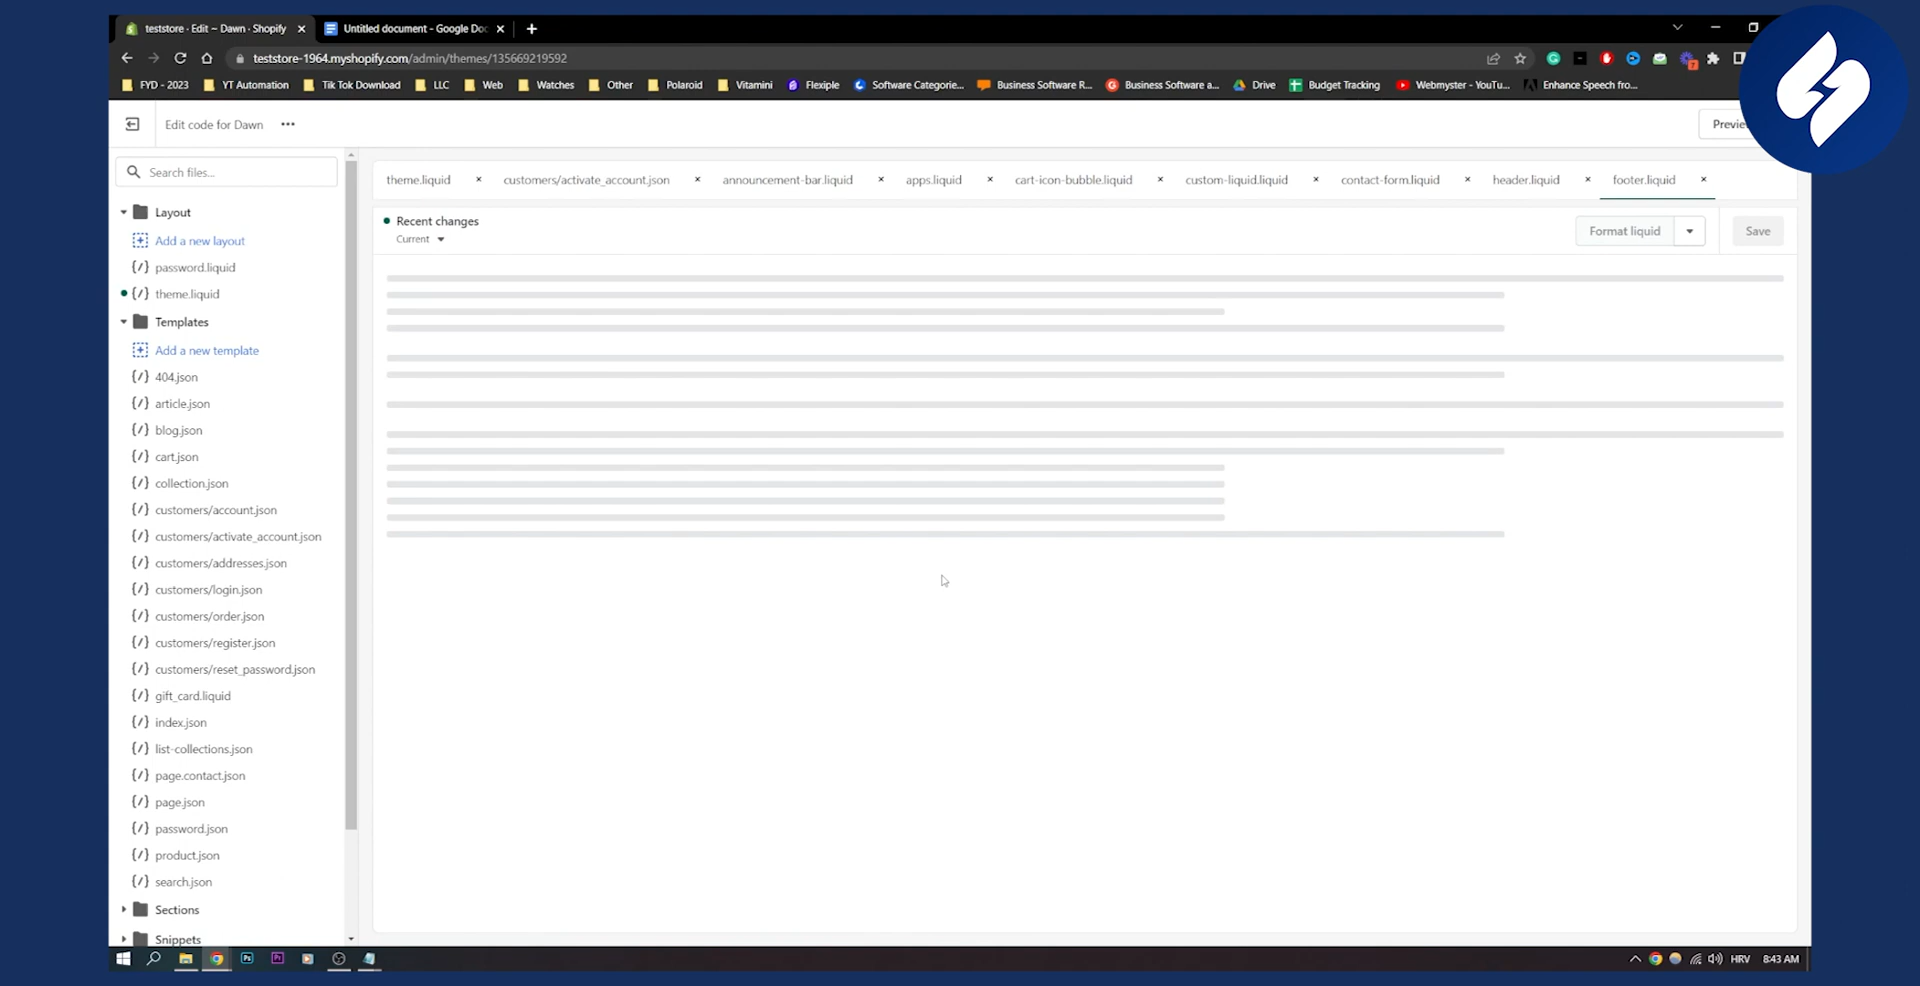 teststore · Edit ~ Dawn · Shopify
Untitled document - Google Doc
teststore-1964.myshopify.com/admin/themes/135669219592
FYD - 2023
YT Automation
Tik Tok Download
LLC
Web
Watches
Other
Polaroid
Vitamini
Flexiple
Software Categorie...
Business Software R...
Business Software a...
Drive
Budget Tracking
Webmyster - YouTu...
Enhance Speech fro...
Edit code for Dawn
Search files...
theme.liquid
customers/activate_account.json
announcement-bar.liquid
apps.liquid
cart-icon-bubble.liquid
custom-liquid.liquid
contact-form.liquid
header.liquid
footer.liquid
Recent changes
Current
Format liquid
Save
Layout
Add a new layout
{/} password.liquid
{/} theme.liquid
Templates
Add a new template
{/} 404.json
{/} article.json
{/} blog.json
{/} cart.json
{/} collection.json
{/} customers/account.json
{/} customers/activate_account.json
{/} customers/addresses.json
{/} customers/login.json
{/} customers/order.json
{/} customers/register.json
{/} customers/reset_password.json
{/} gift_card.liquid
{/} index.json
{/} list-collections.json
{/} page.contact.json
{/} page.json
{/} password.json
{/} product.json
{/} search.json
Sections
Snippets
HRV
8:43 AM